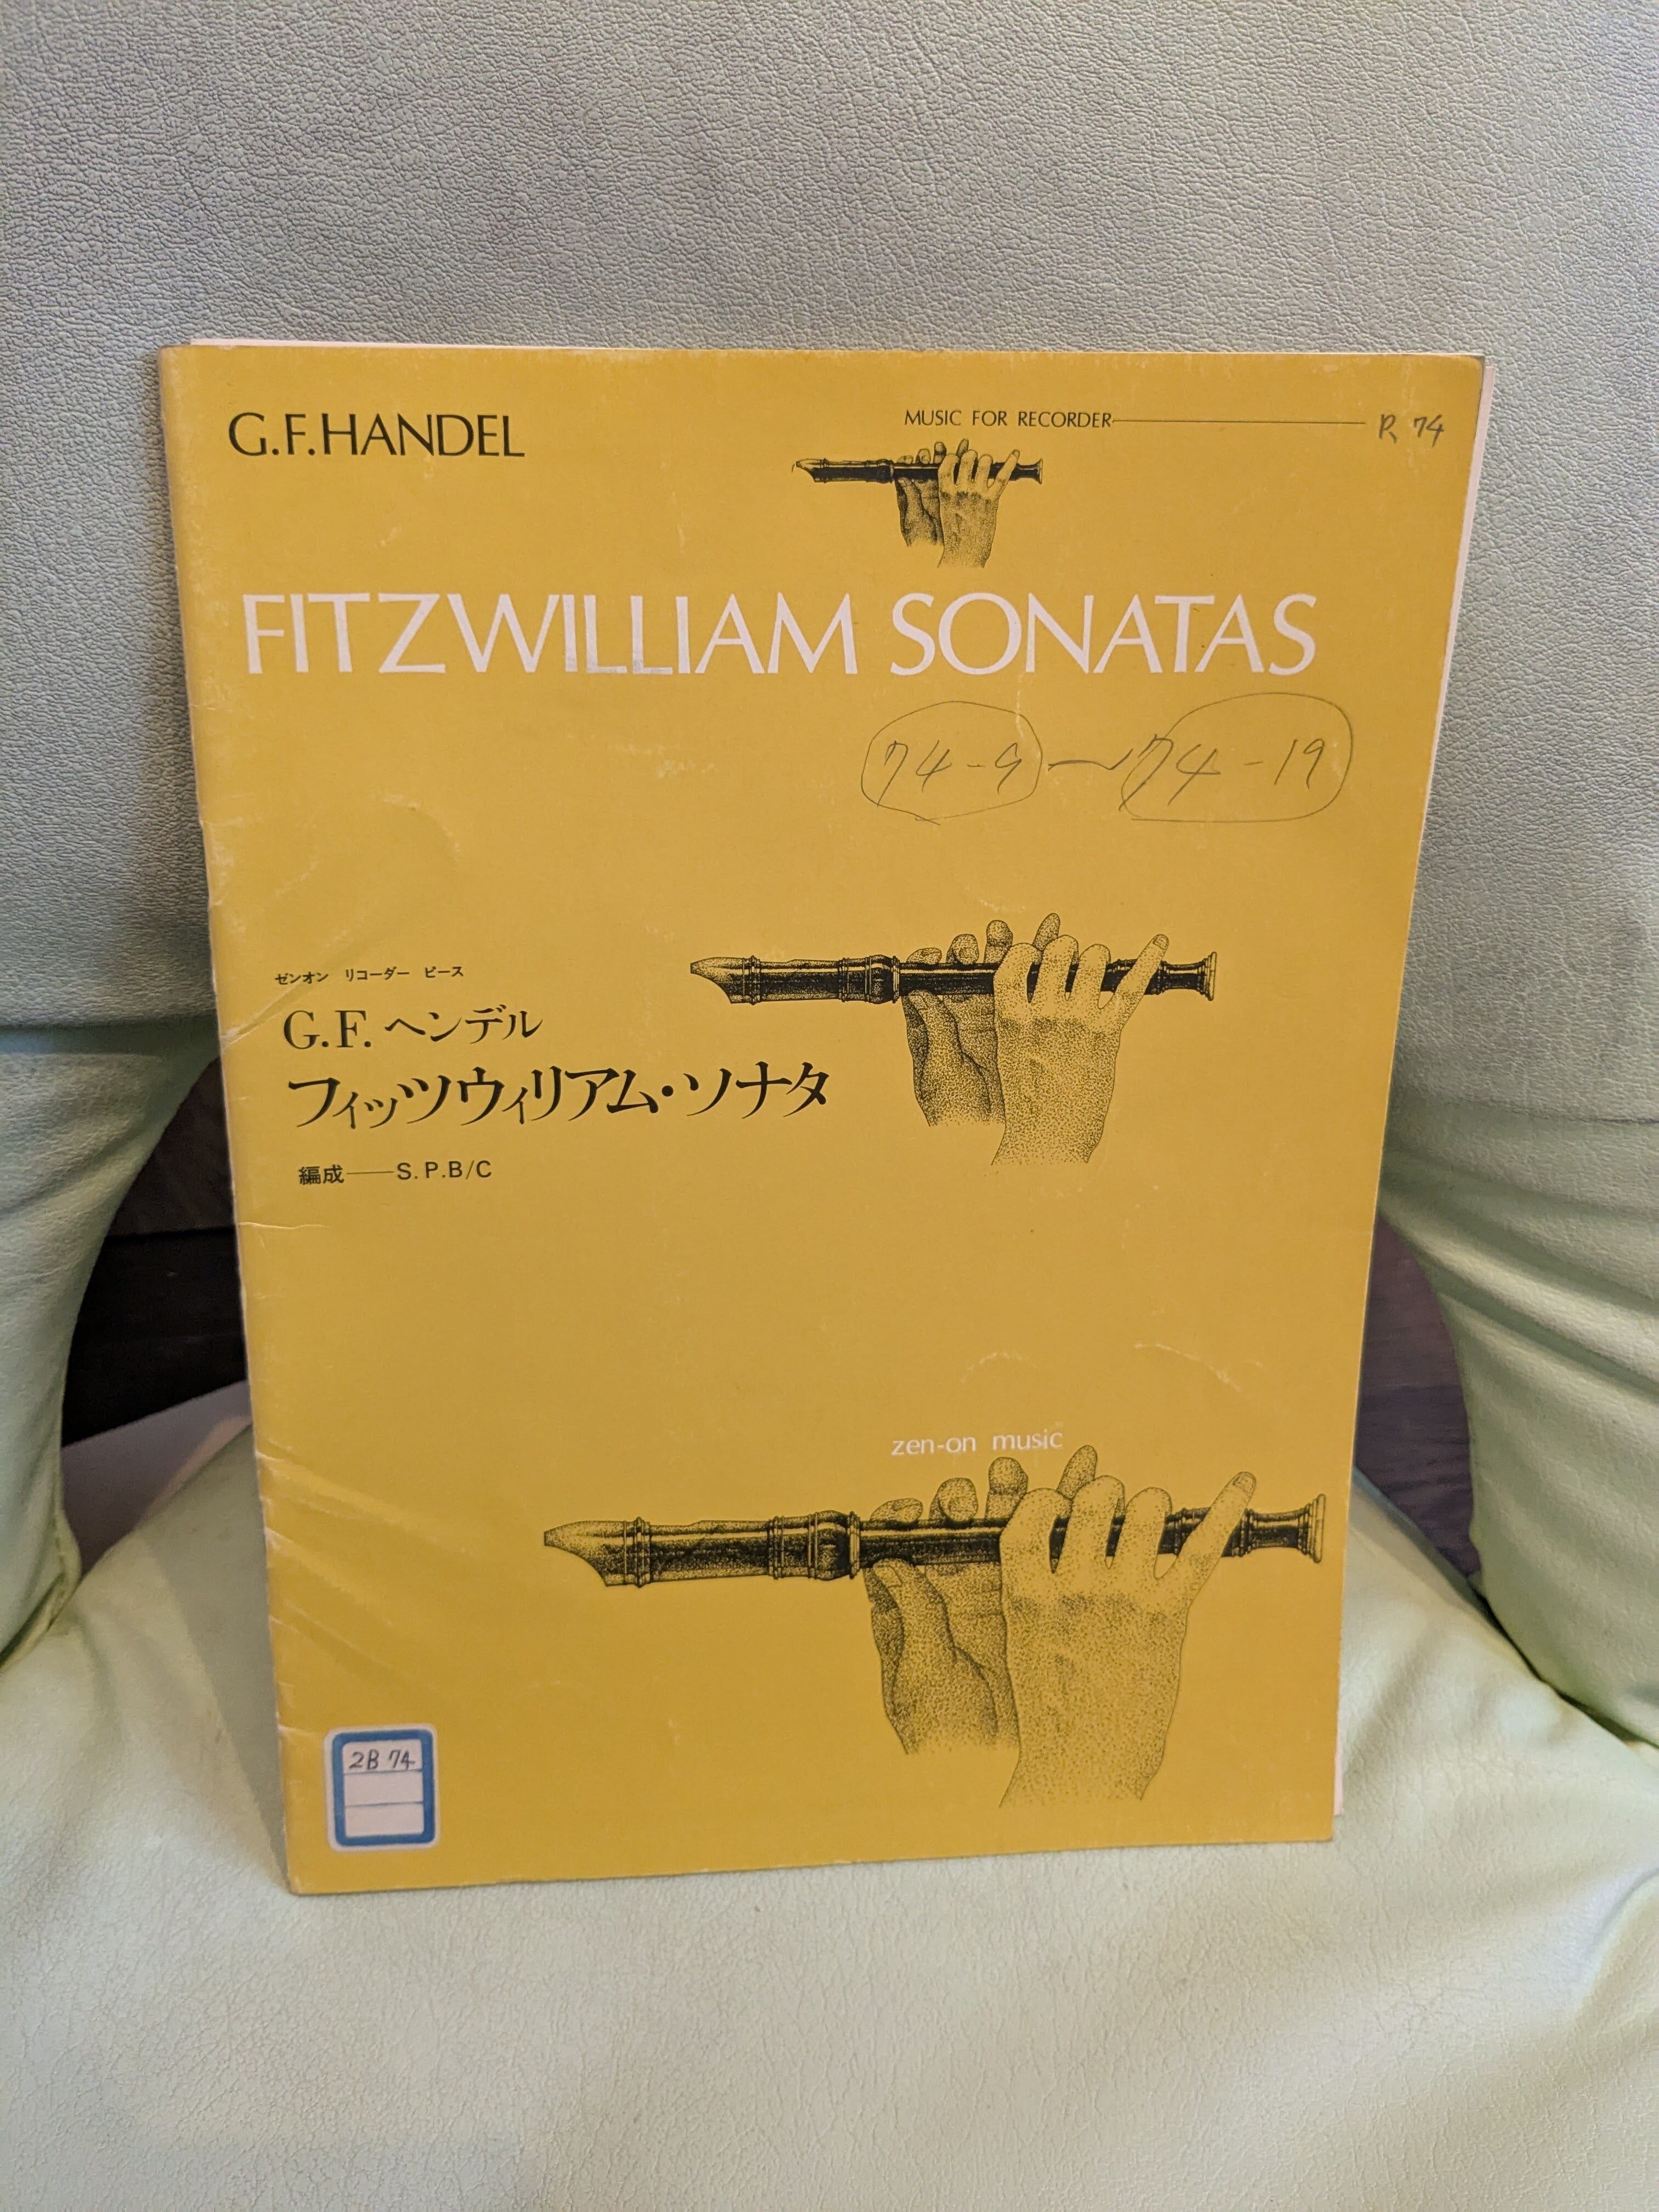 G.F.HANDEL
MUSIC FOR RECORDER
R 74
FITZWILLIAM SONATAS
74-9〜74-19
ゼンオン リコーダー ピース
G.F. ヘンデル
フィッツウィリアム・ソナタ
編成――S.P.B/C
zen-on music
2B 74